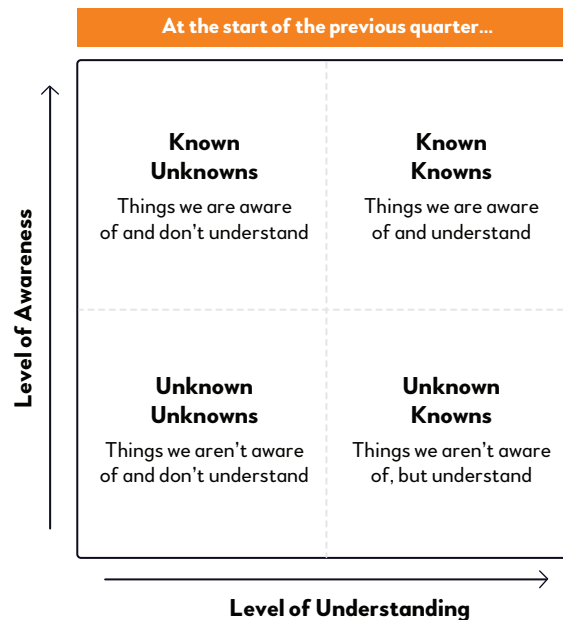 At the start of the previous quarter...
Known
Unknowns
Things we are aware
of and don’t understand
Known
Knowns
Things we are aware
of and understand
Level of Awareness
Unknown
Unknowns
Things we aren’t aware
of and don’t understand
Unknown
Knowns
Things we aren’t aware
of, but understand
Level of Understanding